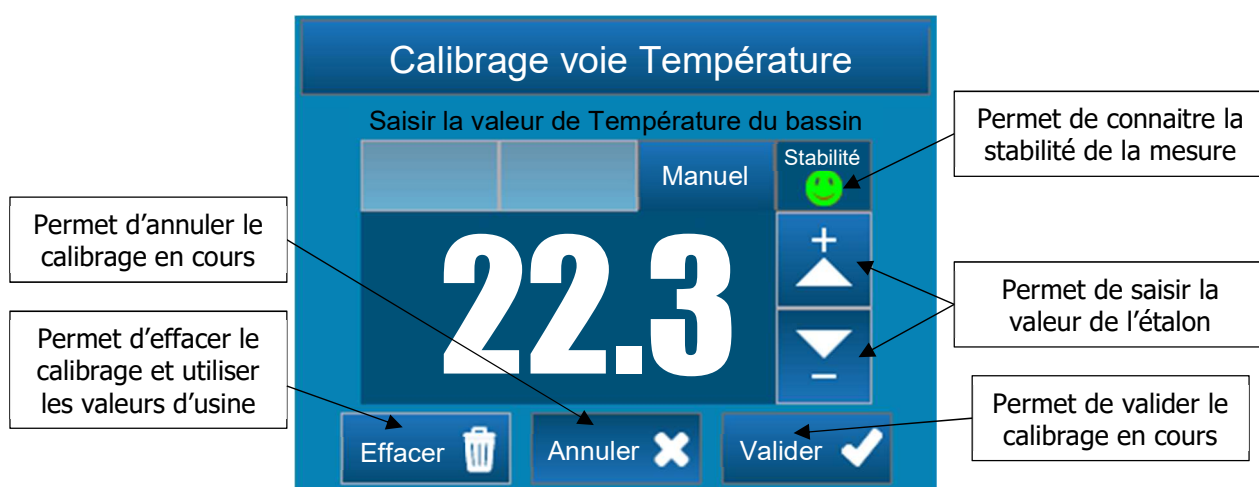 Calibrage voie Température
Saisir la valeur de Température du bassin
Manuel
Stabilité
22.3
+
−
Effacer
Annuler
Valider
Permet d’annuler le
calibrage en cours
Permet d’effacer le
calibrage et utiliser
les valeurs d’usine
Permet de connaitre la
stabilité de la mesure
Permet de saisir la
valeur de l’étalon
Permet de valider le
calibrage en cours